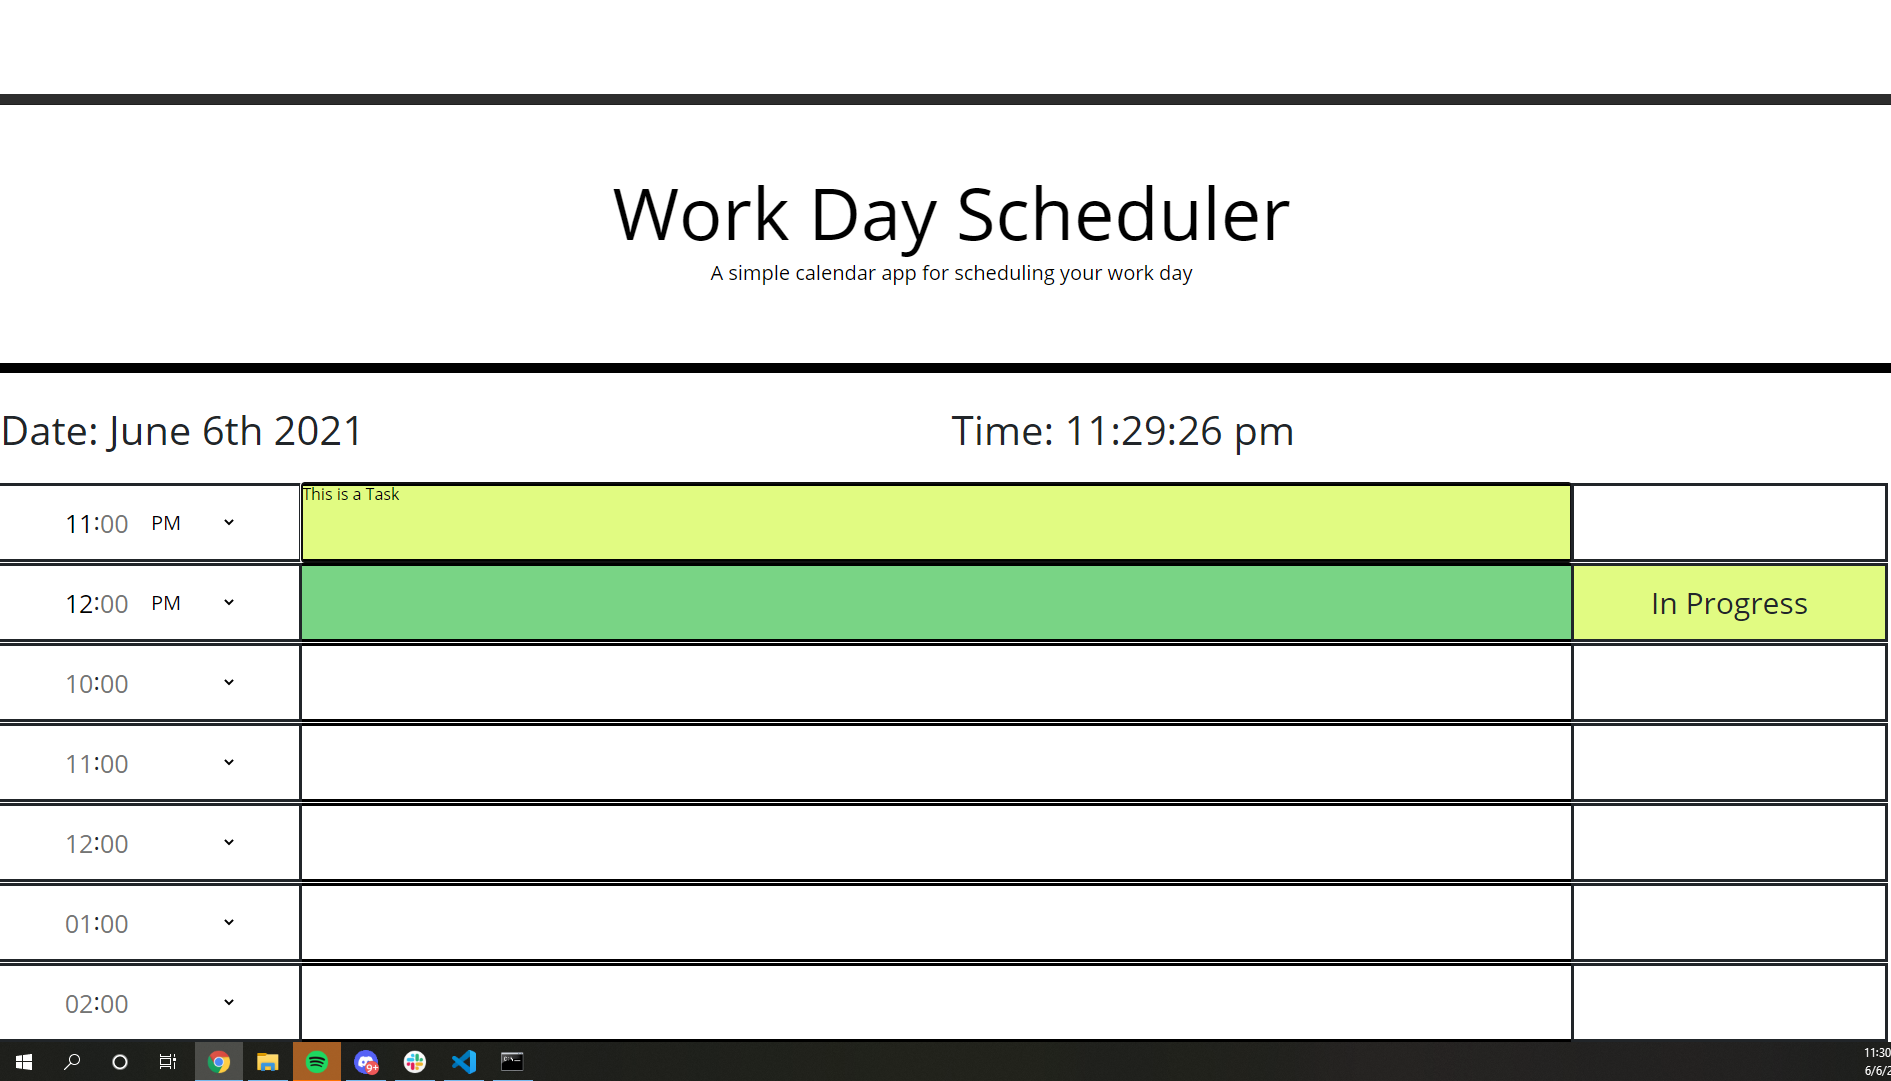 Work Day Scheduler
A simple calendar app for scheduling your work day
Date: June 6th 2021
Time: 11:29:26 pm
11:00 PM
This is a Task
12:00 PM
In Progress
10:00
11:00
12:00
01:00
02:00
9+
11:30
6/6/2